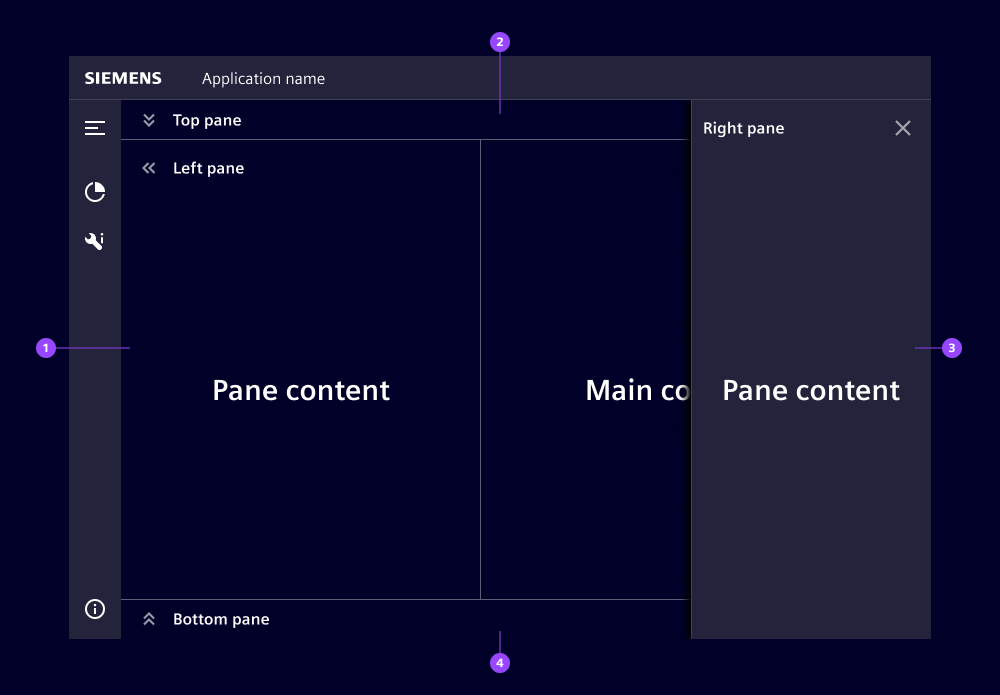 2
SIEMENS Application name
Top pane
Right pane
Left pane
1
3
Pane content
Main co
Pane content
Bottom pane
4